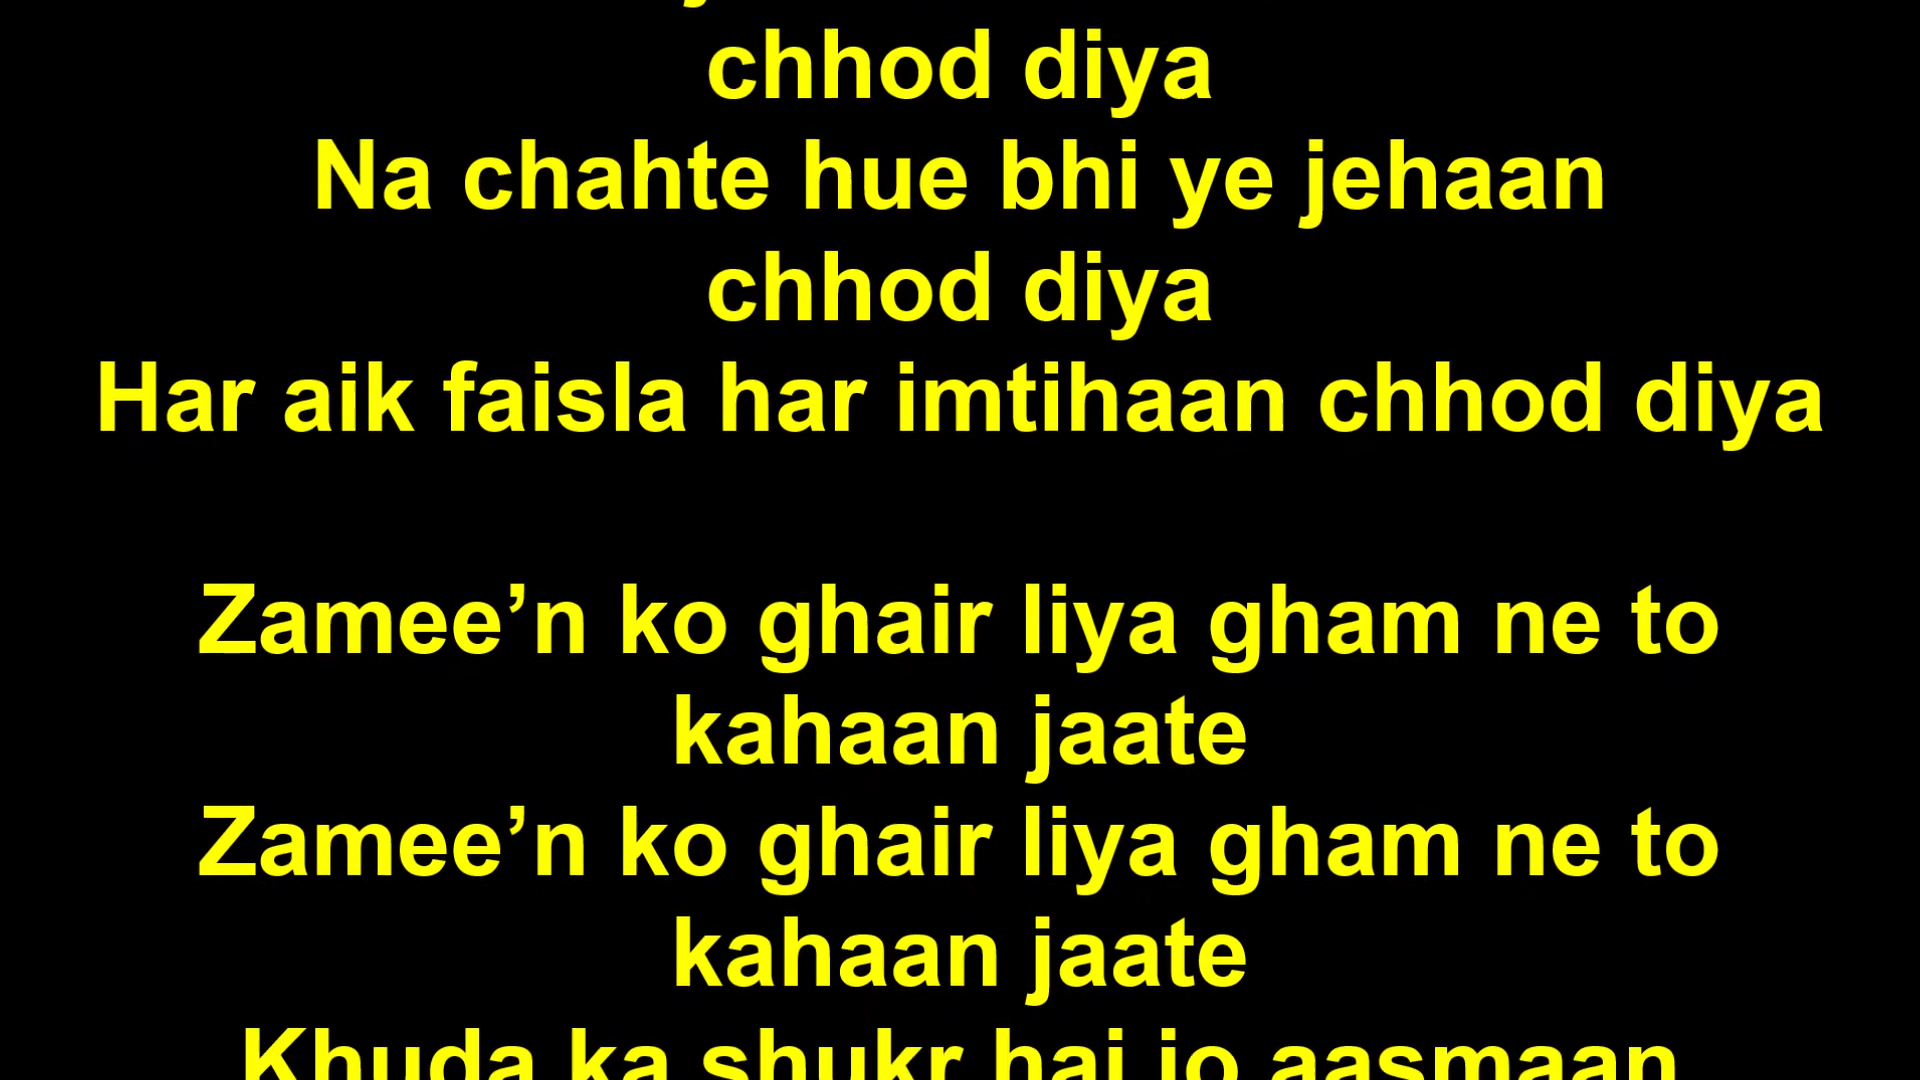 chhod diya
Na chahte hue bhi ye jehaan
chhod diya
Har aik faisla har imtihaan chhod diya
Zamee’n ko ghair liya gham ne to
kahaan jaate
Zamee’n ko ghair liya gham ne to
kahaan jaate
Khuda ka shukr hai jo aasmaan